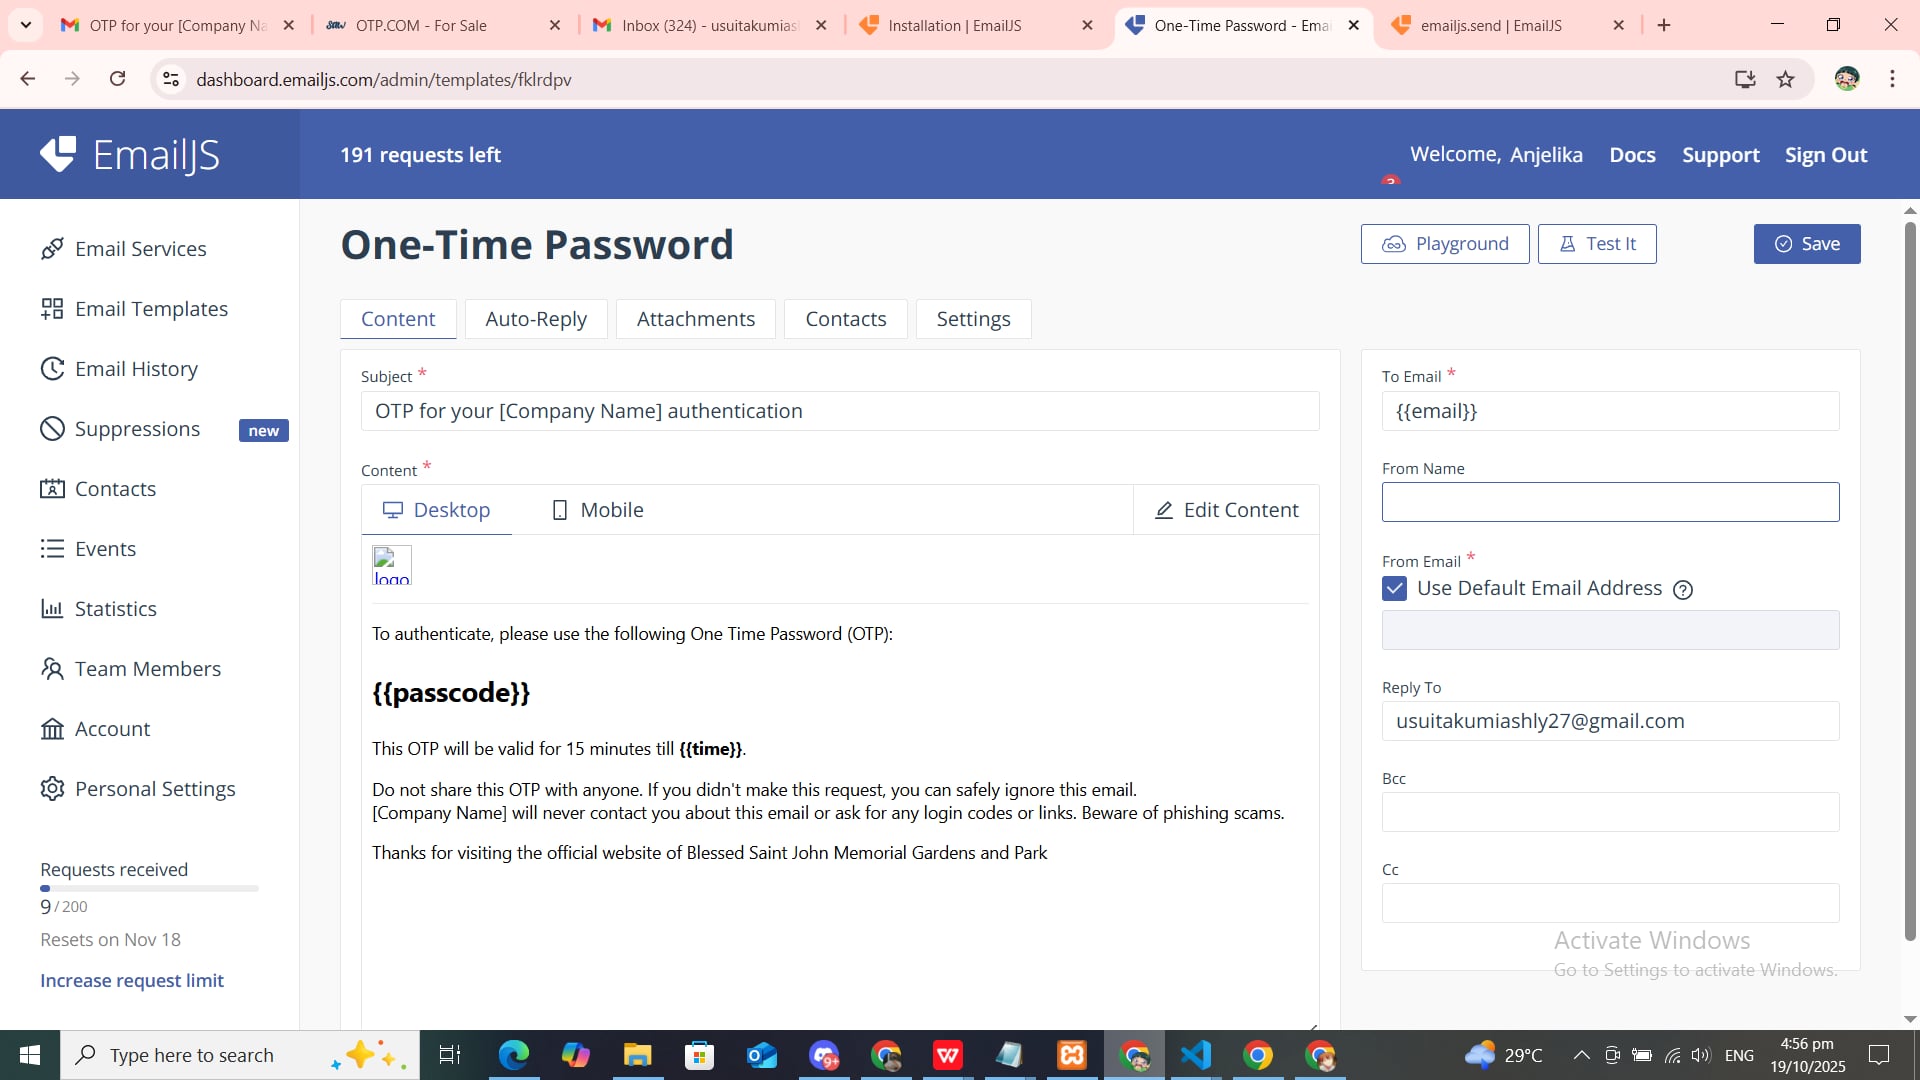 OTP for your [Company Na
OTP.COM - For Sale
Inbox (324) - usuitakumias
Installation | EmailJS
One-Time Password - Emai
emailjs.send | EmailJS
dashboard.emailjs.com/admin/templates/fklrdpv
EmailJS
191 requests left
Welcome, Anjelika
Docs
Support
Sign Out
Email Services
Email Templates
Email History
Suppressions
new
Contacts
Events
Statistics
Team Members
Account
Personal Settings
Requests received
9 / 200
Resets on Nov 18
Increase request limit
One-Time Password
Playground
Test It
Save
Content
Auto-Reply
Attachments
Contacts
Settings
Subject *
OTP for your [Company Name] authentication
Content *
Desktop
Mobile
Edit Content
logo
To authenticate, please use the following One Time Password (OTP):
{{passcode}}
This OTP will be valid for 15 minutes till {{time}}.
Do not share this OTP with anyone. If you didn't make this request, you can safely ignore this email.
[Company Name] will never contact you about this email or ask for any login codes or links. Beware of phishing scams.
Thanks for visiting the official website of Blessed Saint John Memorial Gardens and Park
To Email *
{{email}}
From Name
From Email *
Use Default Email Address
Reply To
usuitakumiashly27@gmail.com
Bcc
Cc
Activate Windows
Go to Settings to activate Windows.
Type here to search
9+
29°C
ENG
4:56 pm
19/10/2025